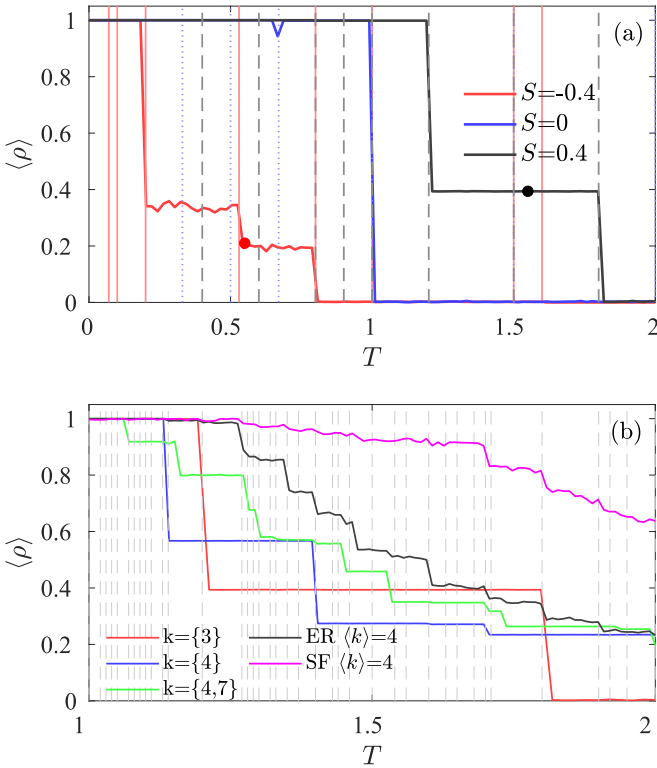 (a)
1
0.8
0.6
0.4
0.2
0
⟨ρ⟩
S=-0.4
S=0
S=0.4
0 0.5 1 1.5 2
T
(b)
1
0.8
0.6
0.4
0.2
0
⟨ρ⟩
k={3} ER ⟨k⟩=4
k={4} SF ⟨k⟩=4
k={4,7}
1 1.5 2
T